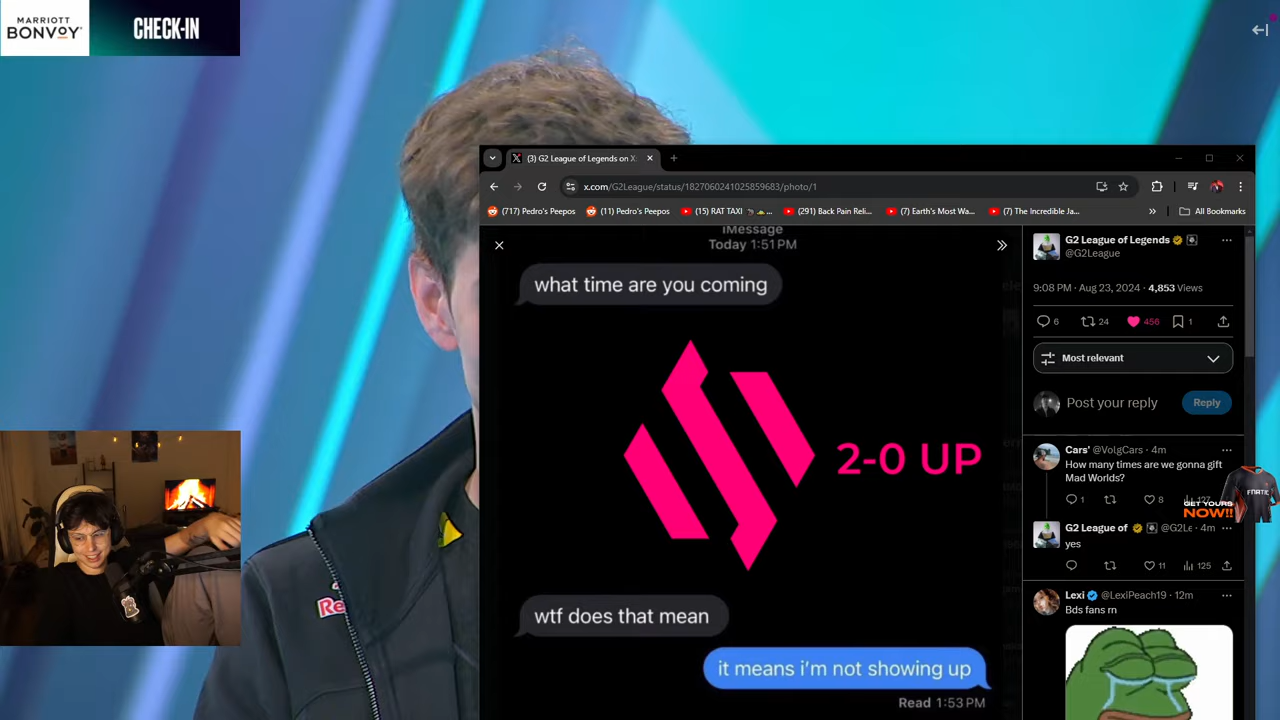 MARRIOTT
BONVOY
CHECK-IN
(3) G2 League of Legends on X:
x.com/G2League/status/1827060241025859683/photo/1
(717) Pedro's Peepos
(11) Pedro's Peepos
(15) RAT TAXI
(291) Back Pain Reli...
(7) Earth's Most Wa...
(7) The Incredible Ja...
All Bookmarks
iMessage
Today 1:51PM
what time are you coming
2-0 UP
wtf does that mean
it means i'm not showing up
Read 1:53PM
G2 League of Legends
@G2League
9:08 PM · Aug 23, 2024 · 4,853 Views
6
24
456
1
Most relevant
Post your reply
Reply
Cars' @VolgCars · 4m
How many times are we gonna gift
Mad Worlds?
1
8
127
FNATIC
GET YOURS
NOW!!
G2 League of
@G2Le · 4m
yes
11
125
Lexi @LexiPeach19 · 12m
Bds fans rn
Re